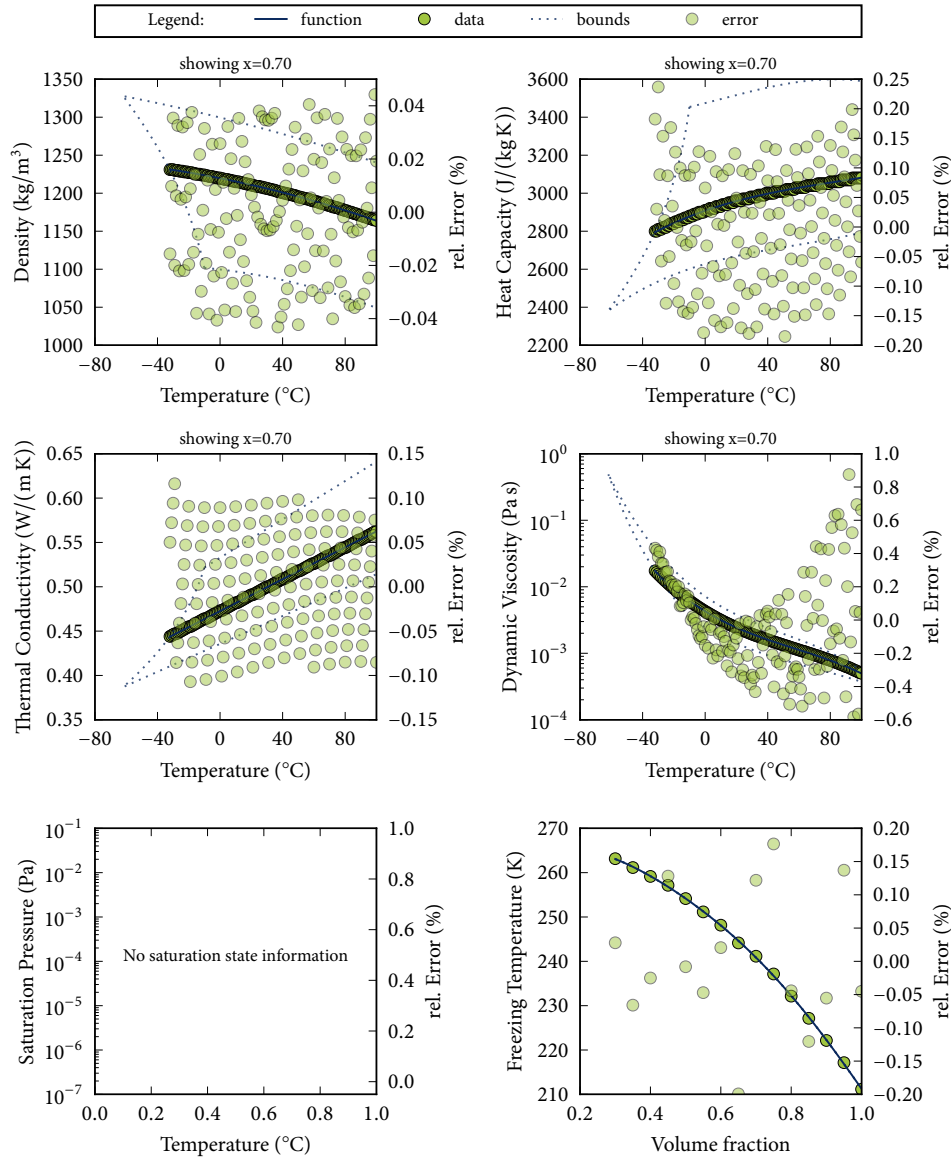 Legend: function data bounds error
showing x=0.70
1350
1300
1250
1200
1150
1100
1050
1000
Density (kg/m³)
0.04
0.02
0.00
−0.02
−0.04
rel. Error (%)
−80 −40 0 40 80
Temperature (°C)
showing x=0.70
3600
3400
3200
3000
2800
2600
2400
2200
Heat Capacity (J/(kg K))
0.25
0.20
0.15
0.10
0.05
0.00
−0.05
−0.10
−0.15
−0.20
rel. Error (%)
−80 −40 0 40 80
Temperature (°C)
showing x=0.70
0.65
0.60
0.55
0.50
0.45
0.40
0.35
Thermal Conductivity (W/(m K))
0.15
0.10
0.05
0.00
−0.05
−0.10
−0.15
rel. Error (%)
−80 −40 0 40 80
Temperature (°C)
showing x=0.70
10⁰
10⁻¹
10⁻²
10⁻³
10⁻⁴
Dynamic Viscosity (Pa s)
1.0
0.8
0.6
0.4
0.2
0.0
−0.2
−0.4
−0.6
rel. Error (%)
−80 −40 0 40 80
Temperature (°C)
10⁻¹
10⁻²
10⁻³
10⁻⁴
10⁻⁵
10⁻⁶
10⁻⁷
Saturation Pressure (Pa)
No saturation state information
1.0
0.8
0.6
0.4
0.2
0.0
rel. Error (%)
0.0 0.2 0.4 0.6 0.8 1.0
Temperature (°C)
270
260
250
240
230
220
210
Freezing Temperature (K)
0.20
0.15
0.10
0.05
0.00
−0.05
−0.10
−0.15
−0.20
rel. Error (%)
0.2 0.4 0.6 0.8 1.0
Volume fraction